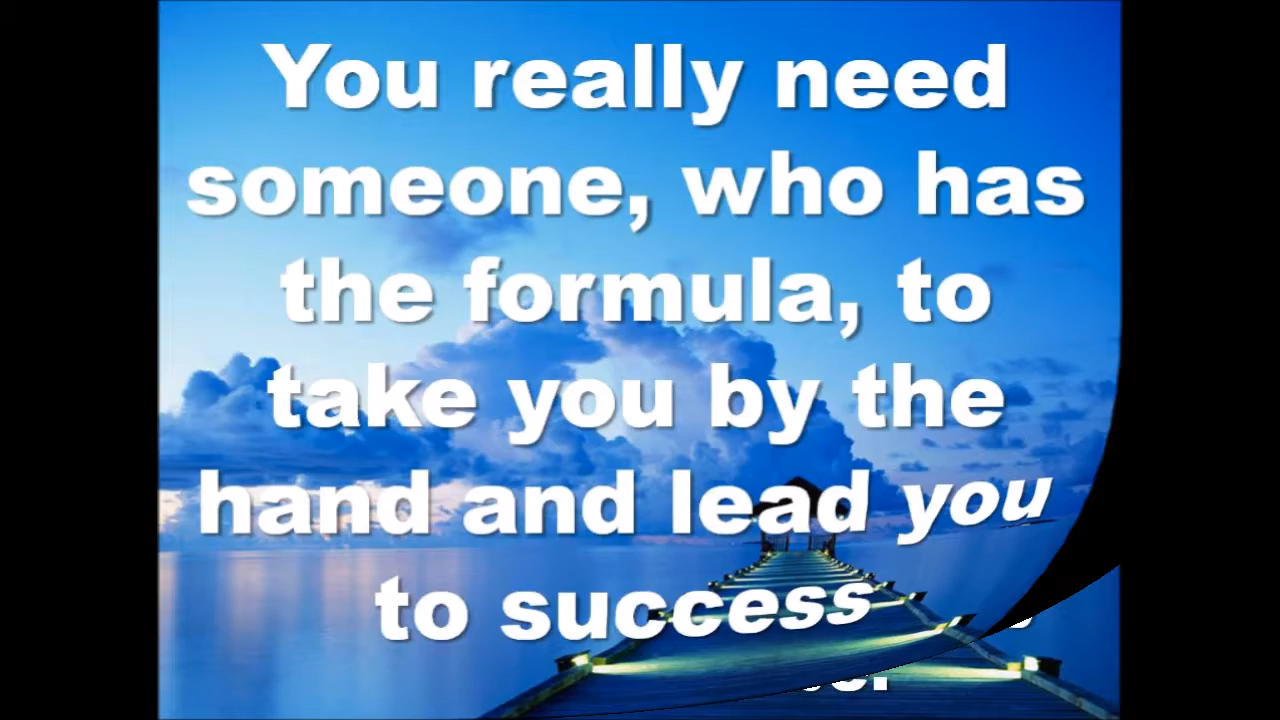 You really need
someone, who has
the formula, to
take you by the
hand and lead you
to success